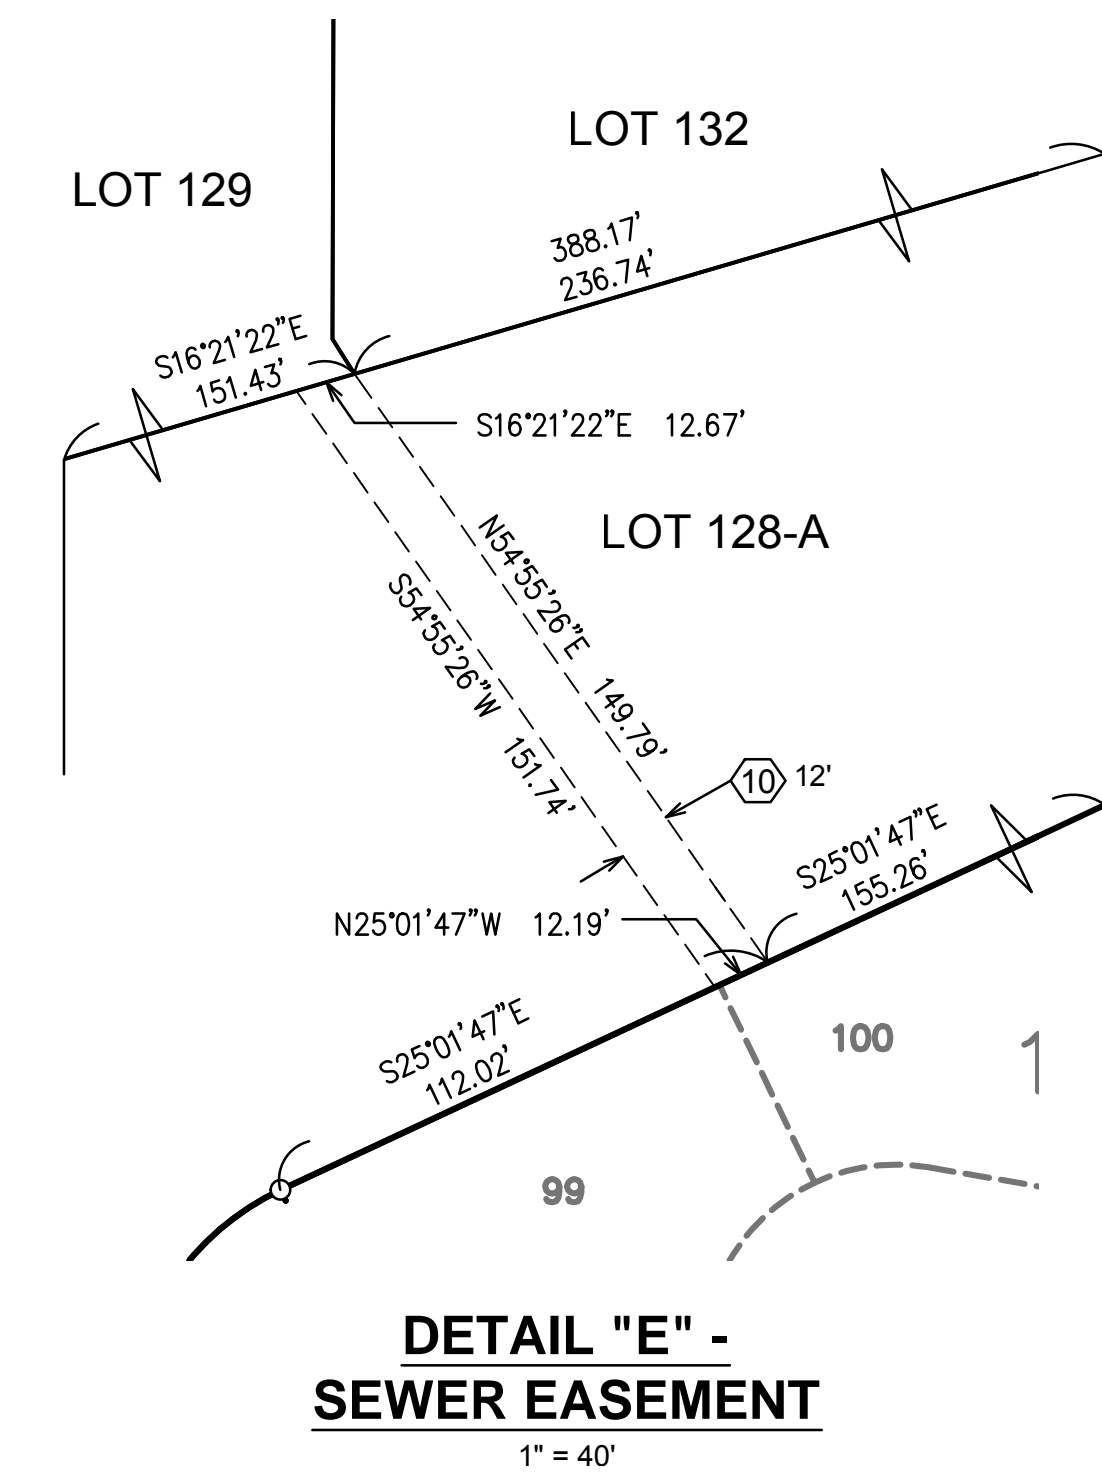 LOT 132
LOT 129
388.17'
236.74'
S16°21'22"E
151.43'
S16°21'22"E 12.67'
LOT 128-A
N54°55'26"E 149.79'
S54°55'26"W 151.74'
10 12'
S25°01'47"E
155.26'
N25°01'47"W 12.19'
S25°01'47"E
112.02'
100
1
99
DETAIL "E" -
SEWER EASEMENT
1" = 40'